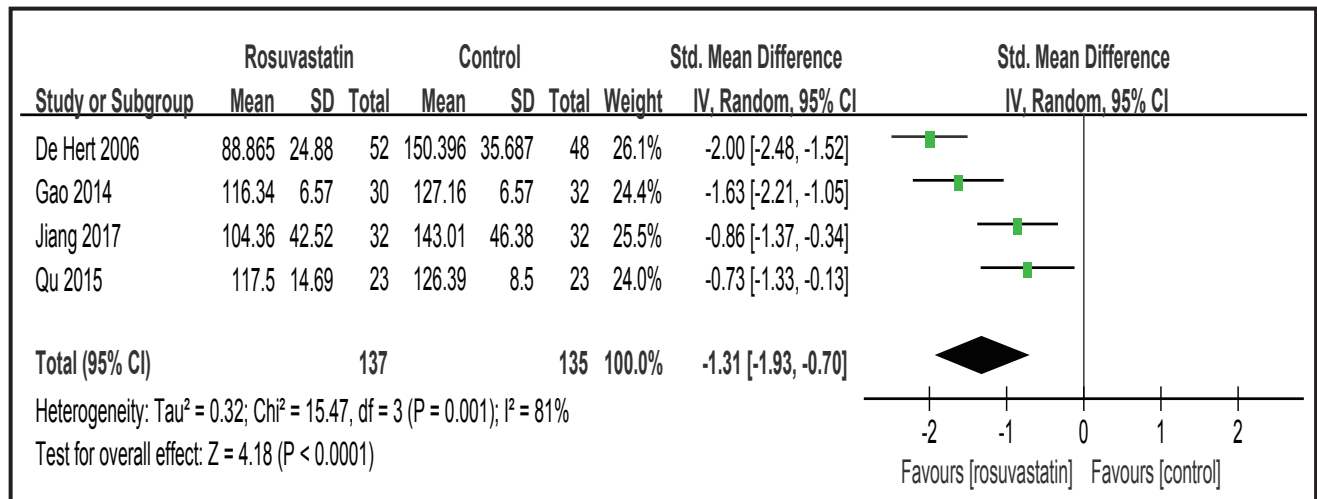 Rosuvastatin Control Std. Mean Difference Std. Mean Difference
Study or Subgroup Mean SD Total Mean SD Total Weight IV, Random, 95% CI IV, Random, 95% CI
De Hert 2006 88.865 24.88 52 150.396 35.687 48 26.1% -2.00 [-2.48, -1.52]
Gao 2014 116.34 6.57 30 127.16 6.57 32 24.4% -1.63 [-2.21, -1.05]
Jiang 2017 104.36 42.52 32 143.01 46.38 32 25.5% -0.86 [-1.37, -0.34]
Qu 2015 117.5 14.69 23 126.39 8.5 23 24.0% -0.73 [-1.33, -0.13]
Total (95% CI) 137 135 100.0% -1.31 [-1.93, -0.70]
Heterogeneity: Tau² = 0.32; Chi² = 15.47, df = 3 (P = 0.001); I² = 81%
Test for overall effect: Z = 4.18 (P < 0.0001)
-2 -1 0 1 2
Favours [rosuvastatin] Favours [control]